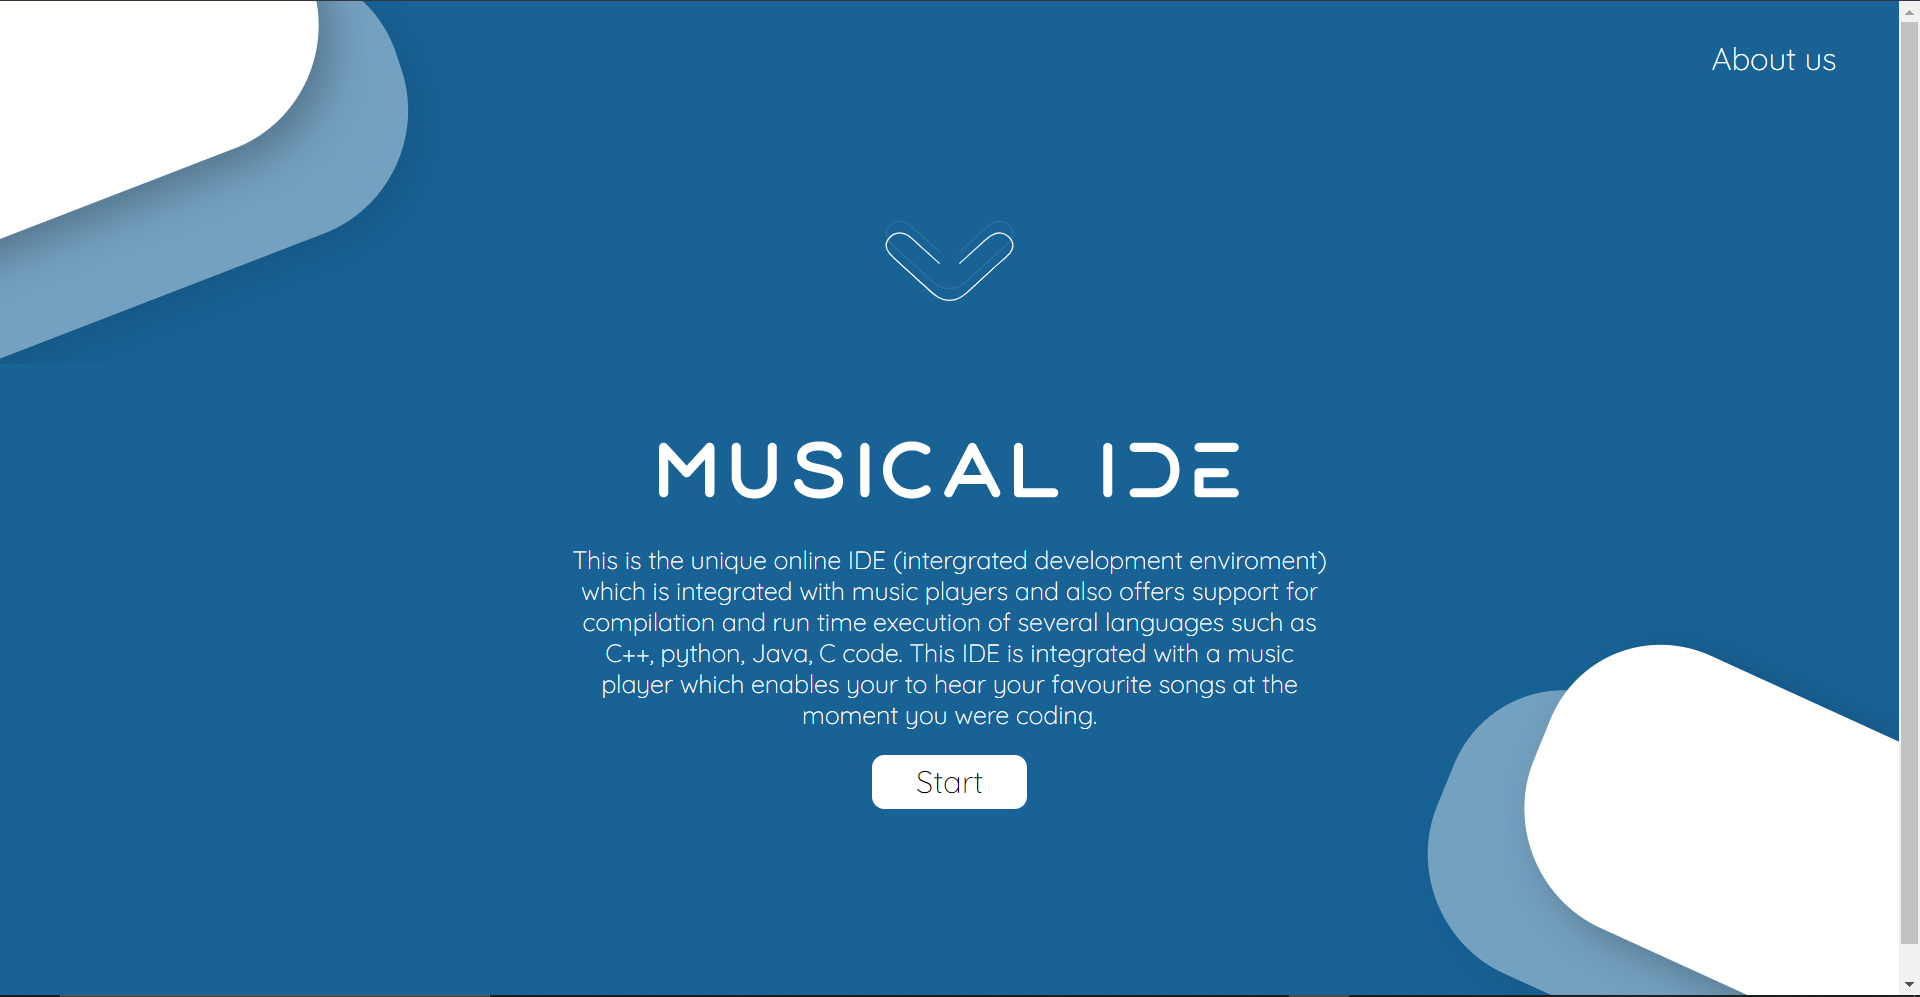 About us
MUSICAL IDE
This is the unique online IDE (intergrated development enviroment)
which is integrated with music players and also offers support for
compilation and run time execution of several languages such as
C++, python, Java, C code. This IDE is integrated with a music
player which enables your to hear your favourite songs at the
moment you were coding.
Start